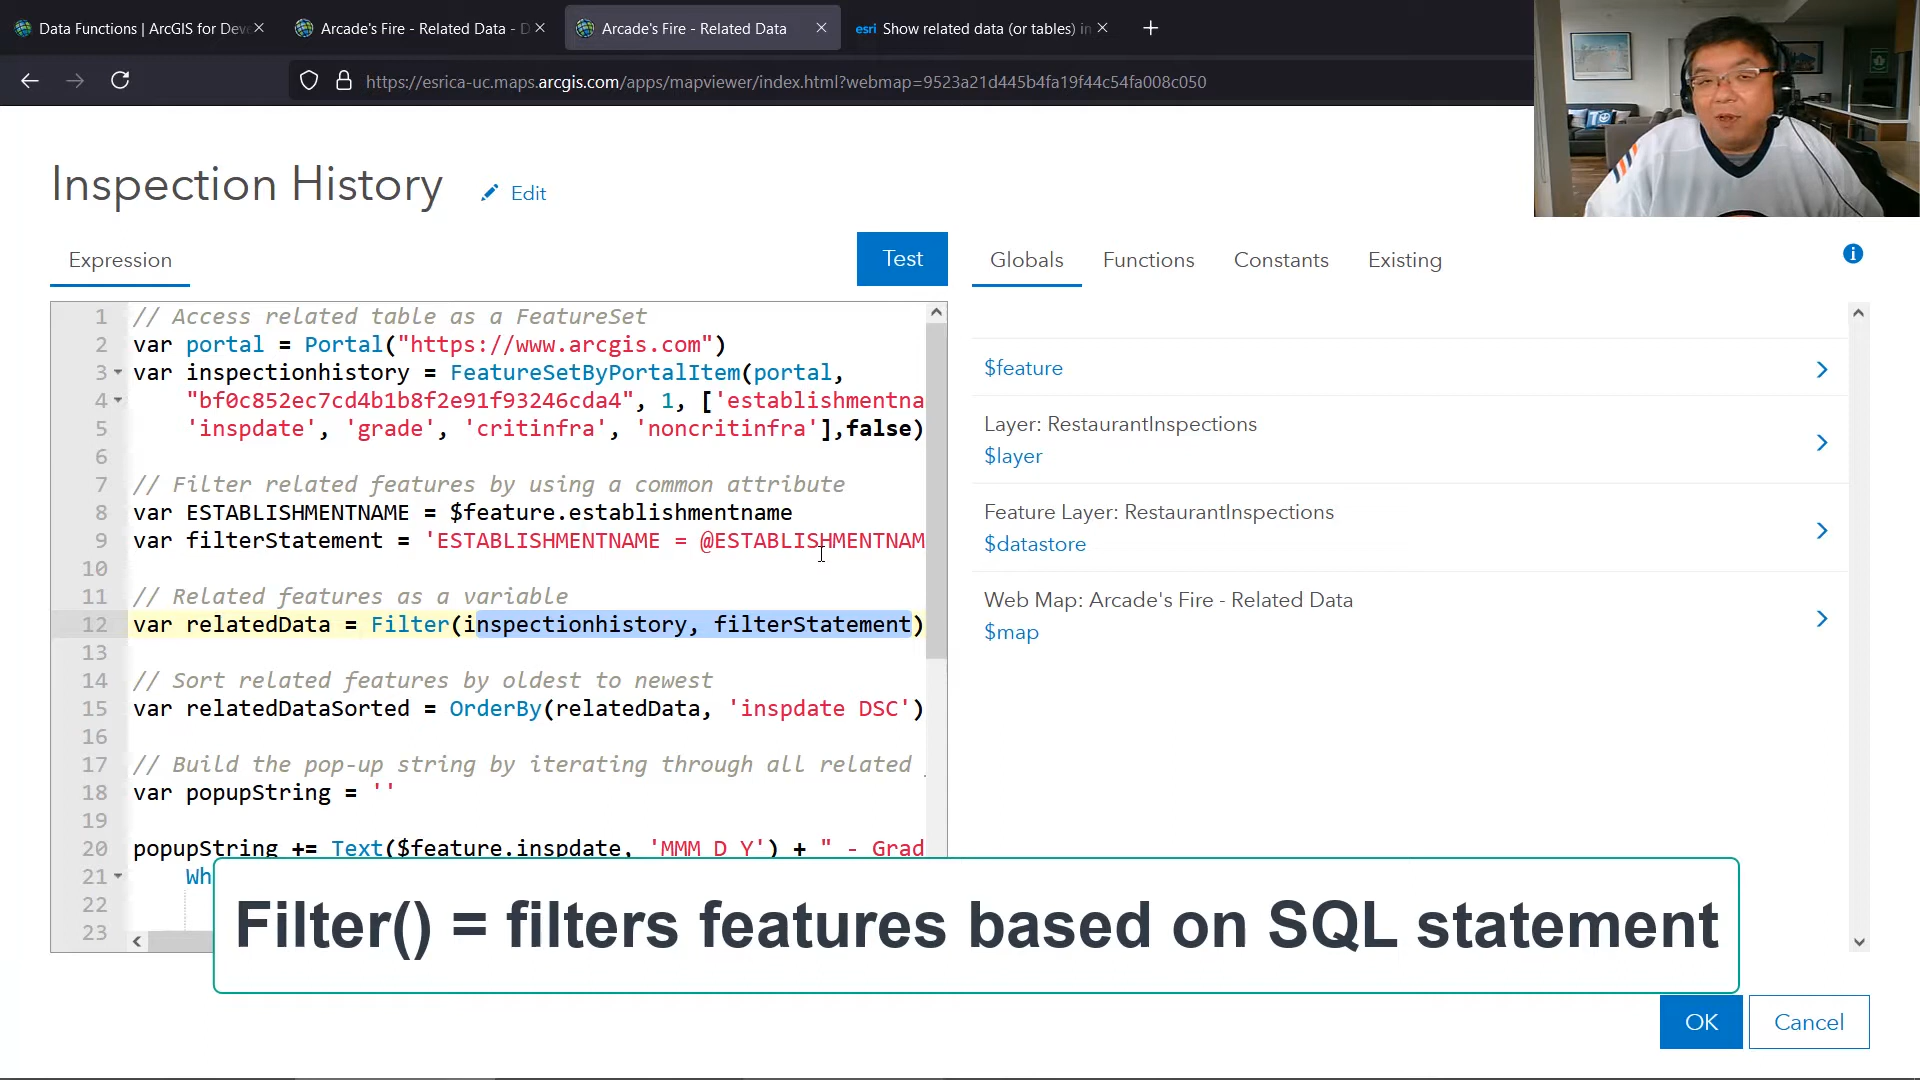 Data Functions | ArcGIS for Deve
Arcade's Fire - Related Data - D
Arcade's Fire - Related Data
esri Show related data (or tables) in
https://esrica-uc.maps.arcgis.com/apps/mapviewer/index.html?webmap=9523a21d445b4fa19f44c54fa008c050
Inspection History
Edit
Expression
Test
Globals
Functions
Constants
Existing
1 // Access related table as a FeatureSet
2 var portal = Portal("https://www.arcgis.com")
3 var inspectionhistory = FeatureSetByPortalItem(portal,
4 "bf0c852ec7cd4b1b8f2e91f93246cda4", 1, ['establishmentna
5 'inspdate', 'grade', 'critinfra', 'noncritinfra'],false)
6
7 // Filter related features by using a common attribute
8 var ESTABLISHMENTNAME = $feature.establishmentname
9 var filterStatement = 'ESTABLISHMENTNAME = @ESTABLISHMENTNAM
10
11 // Related features as a variable
12 var relatedData = Filter(inspectionhistory, filterStatement)
13
14 // Sort related features by oldest to newest
15 var relatedDataSorted = OrderBy(relatedData, 'inspdate DSC')
16
17 // Build the pop-up string by iterating through all related
18 var popupString = ''
19
20 popupString += Text($feature.inspdate, 'MMM D Y') + " - Grad
21 Wh
22
23
$feature
Layer: RestaurantInspections
$layer
Feature Layer: RestaurantInspections
$datastore
Web Map: Arcade's Fire - Related Data
$map
Filter() = filters features based on SQL statement
OK
Cancel